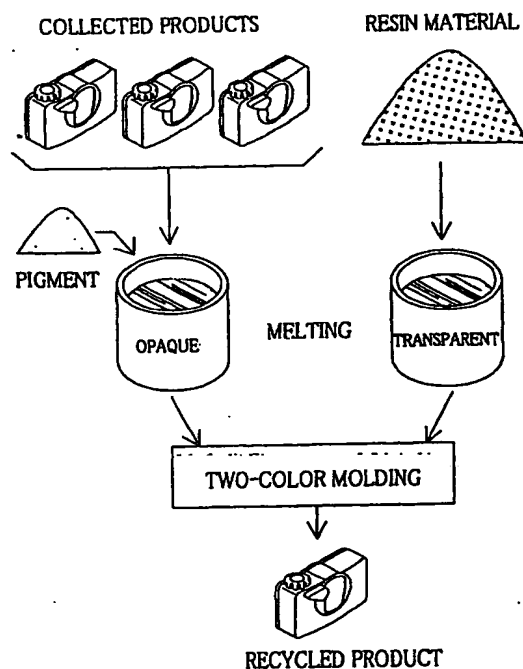 COLLECTED PRODUCTS
RESIN MATERIAL
PIGMENT
OPAQUE
MELTING
TRANSPARENT
TWO-COLOR MOLDING
RECYCLED PRODUCT